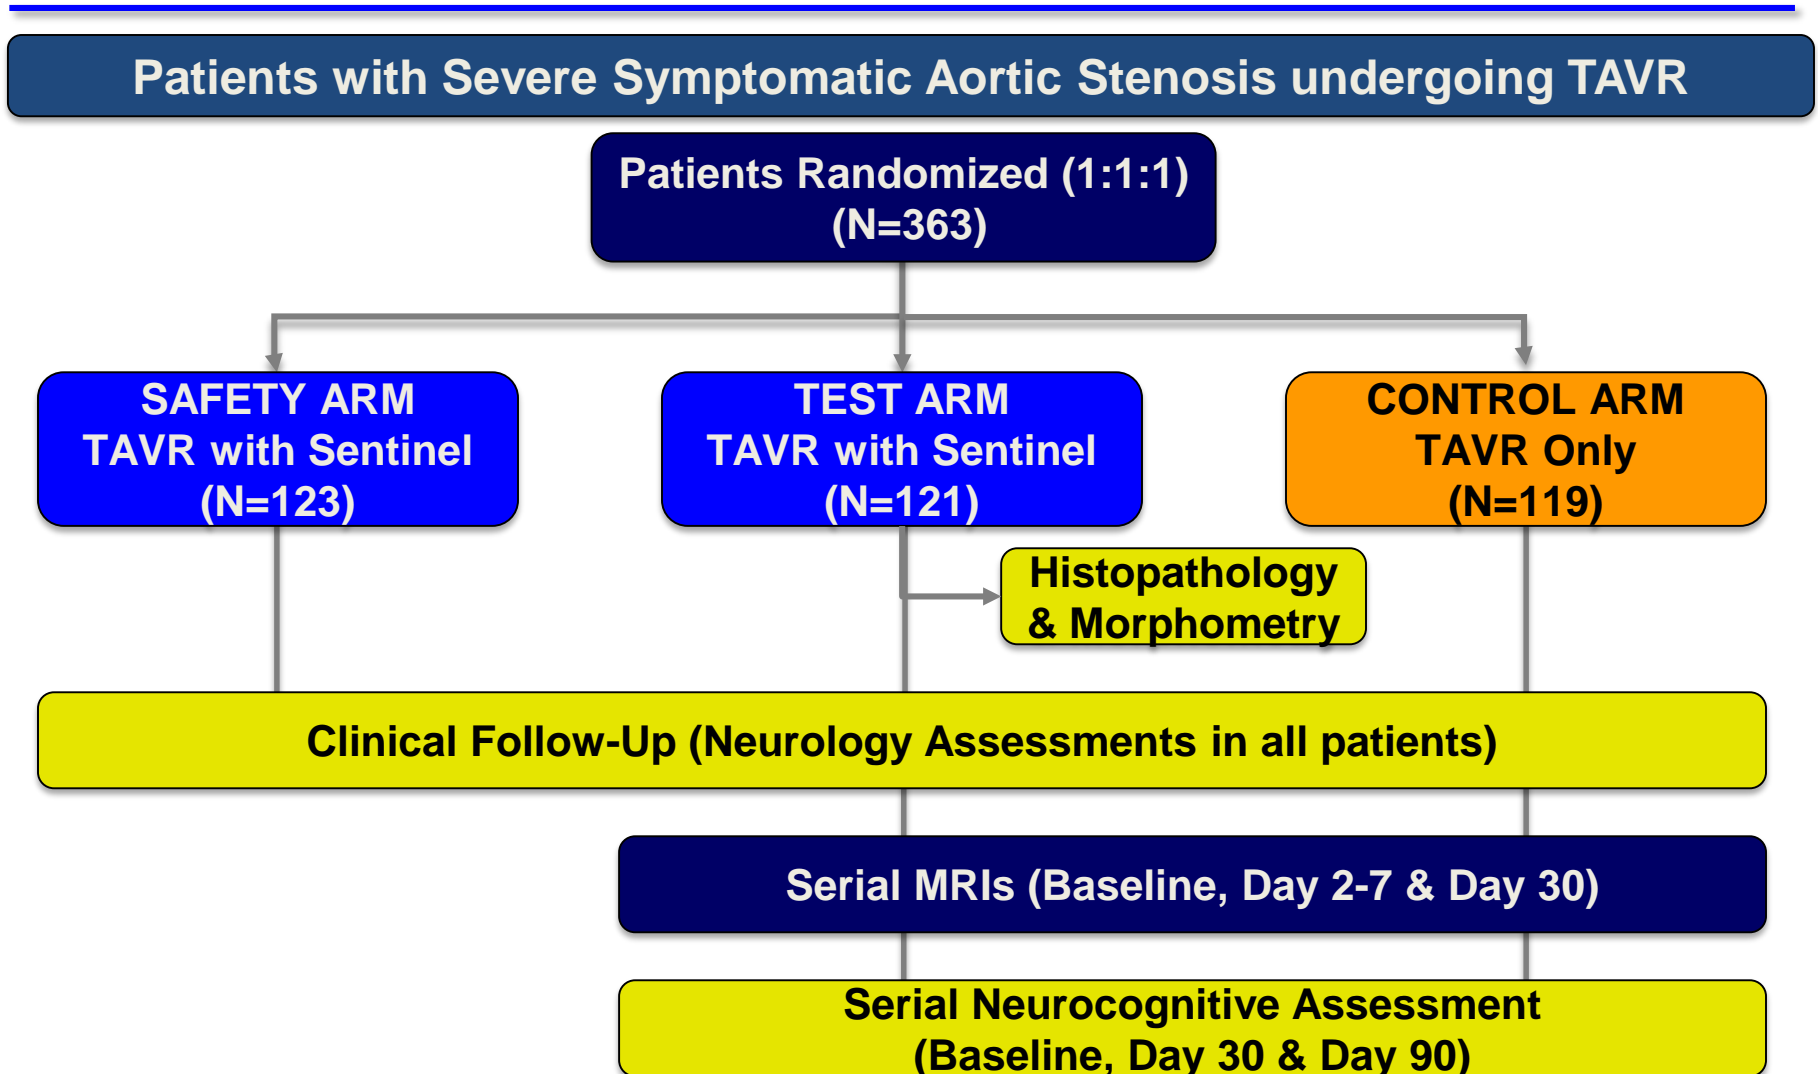 Patients with Severe Symptomatic Aortic Stenosis undergoing TAVR
Patients Randomized (1:1:1)
(N=363)
SAFETY ARM
TAVR with Sentinel
(N=123)
TEST ARM
TAVR with Sentinel
(N=121)
CONTROL ARM
TAVR Only
(N=119)
Histopathology
& Morphometry
Clinical Follow-Up (Neurology Assessments in all patients)
Serial MRIs (Baseline, Day 2-7 & Day 30)
Serial Neurocognitive Assessment
(Baseline, Day 30 & Day 90)